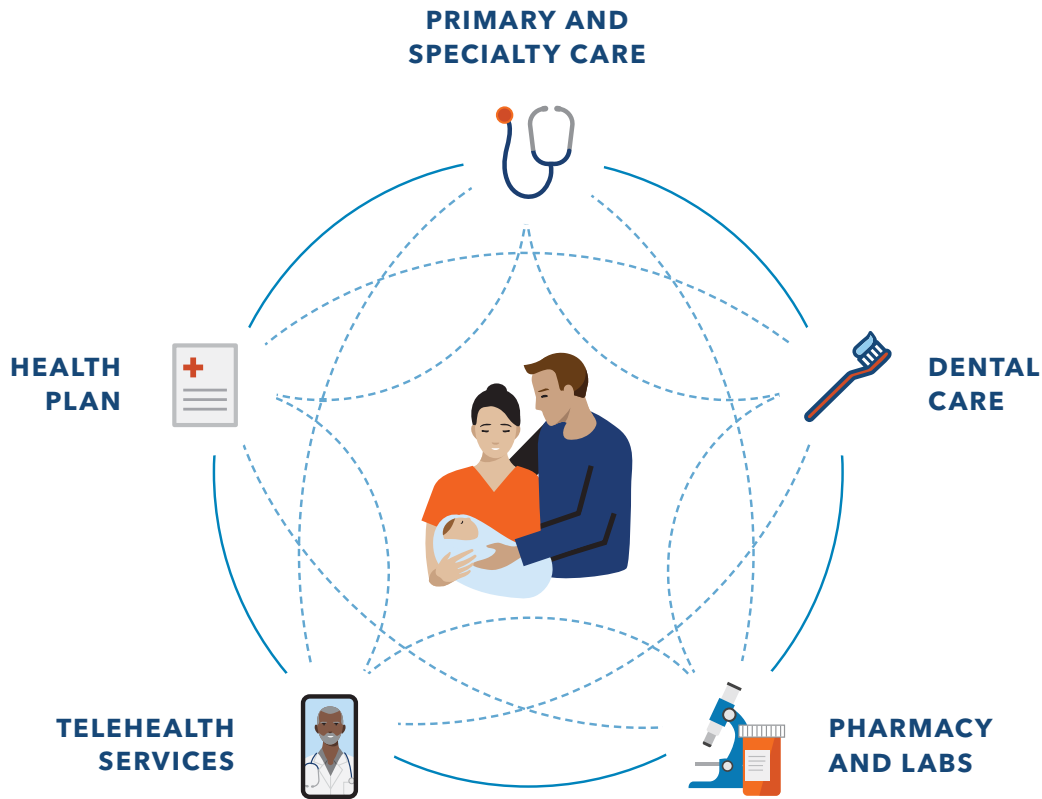 PRIMARY AND
SPECIALTY CARE
HEALTH
PLAN
DENTAL
CARE
TELEHEALTH
SERVICES
PHARMACY
AND LABS